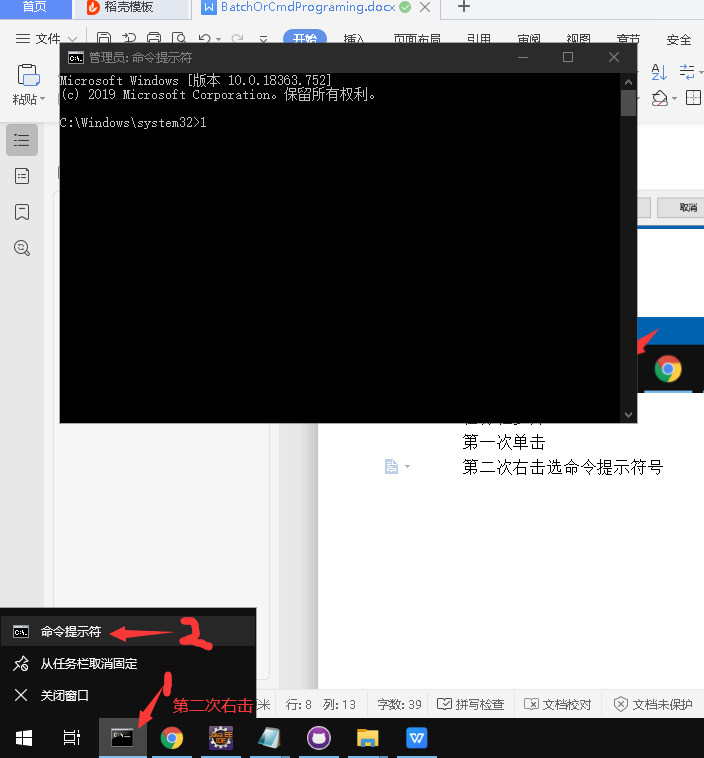 首页
稻壳模板
BatchOrCmdPrograming.docx
文件
开始
插入
页面布局
引用
审阅
视图
章节
安全
粘贴
管理员: 命令提示符
Microsoft Windows [版本 10.0.18363.752]
(c) 2019 Microsoft Corporation。保留所有权利。
C:\Windows\system32>1
取消
第一次单击
第二次右击选命令提示符号
命令提示符
2
从任务栏取消固定
关闭窗口
1
第二次右击
行: 8
列: 13
字数: 39
拼写检查
文档校对
文档未保护